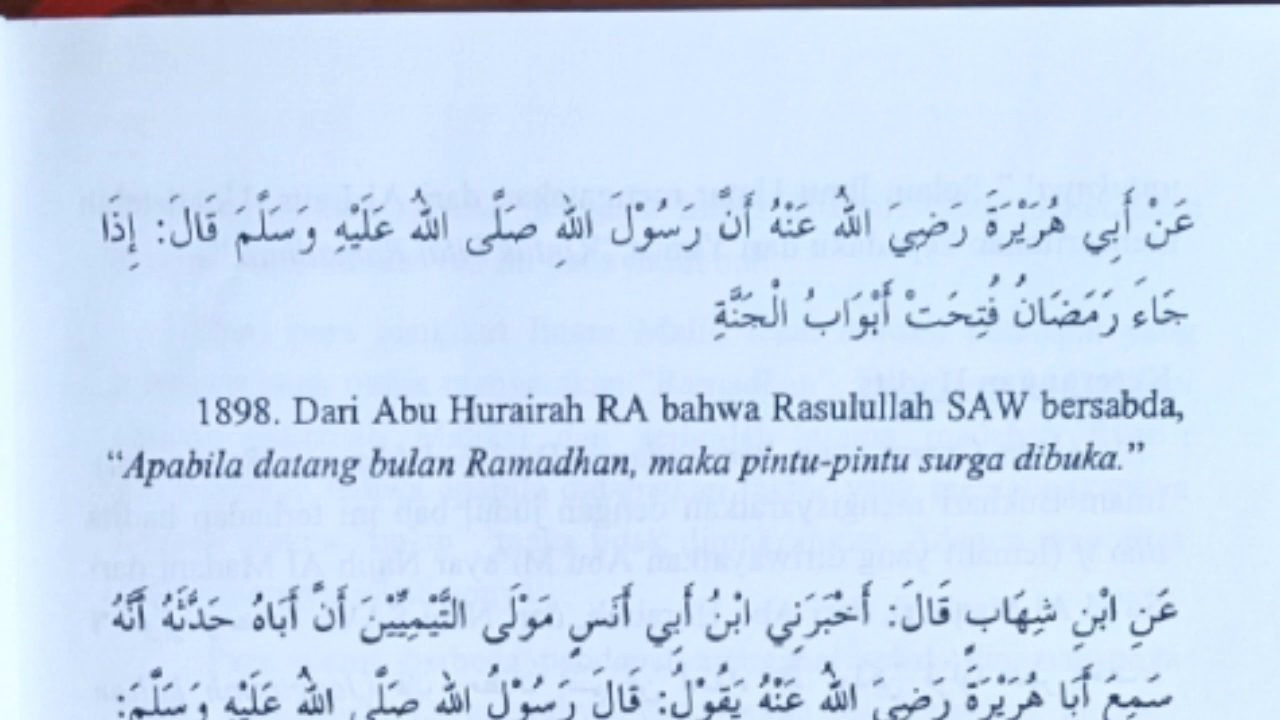 عَنْ أَبِي هُرَيْرَةَ رَضِيَ اللهُ عَنْهُ أَنَّ رَسُوْلَ اللهِ صَلَّى اللهُ عَلَيْهِ وَسَلَّمَ قَالَ: إِذَا
جَاءَ رَمَضَانُ فُتِحَتْ أَبْوَابُ الْجَنَّةِ
1898. Dari Abu Hurairah RA bahwa Rasulullah SAW bersabda,
“Apabila datang bulan Ramadhan, maka pintu-pintu surga dibuka.”
عَنِ ابْنِ شِهَابٍ قَالَ: أَخْبَرَنِي ابْنُ أَبِي أَنَسٍ مَوْلَى التَّيْمِيِّيْنَ أَنَّ أَبَاهُ حَدَّثَهُ أَنَّهُ
سَمِعَ أَبَا هُرَيْرَةَ رَضِيَ اللهُ عَنْهُ يَقُوْلُ: قَالَ رَسُوْلُ اللهِ صَلَّى اللهُ عَلَيْهِ وَسَلَّمَ: